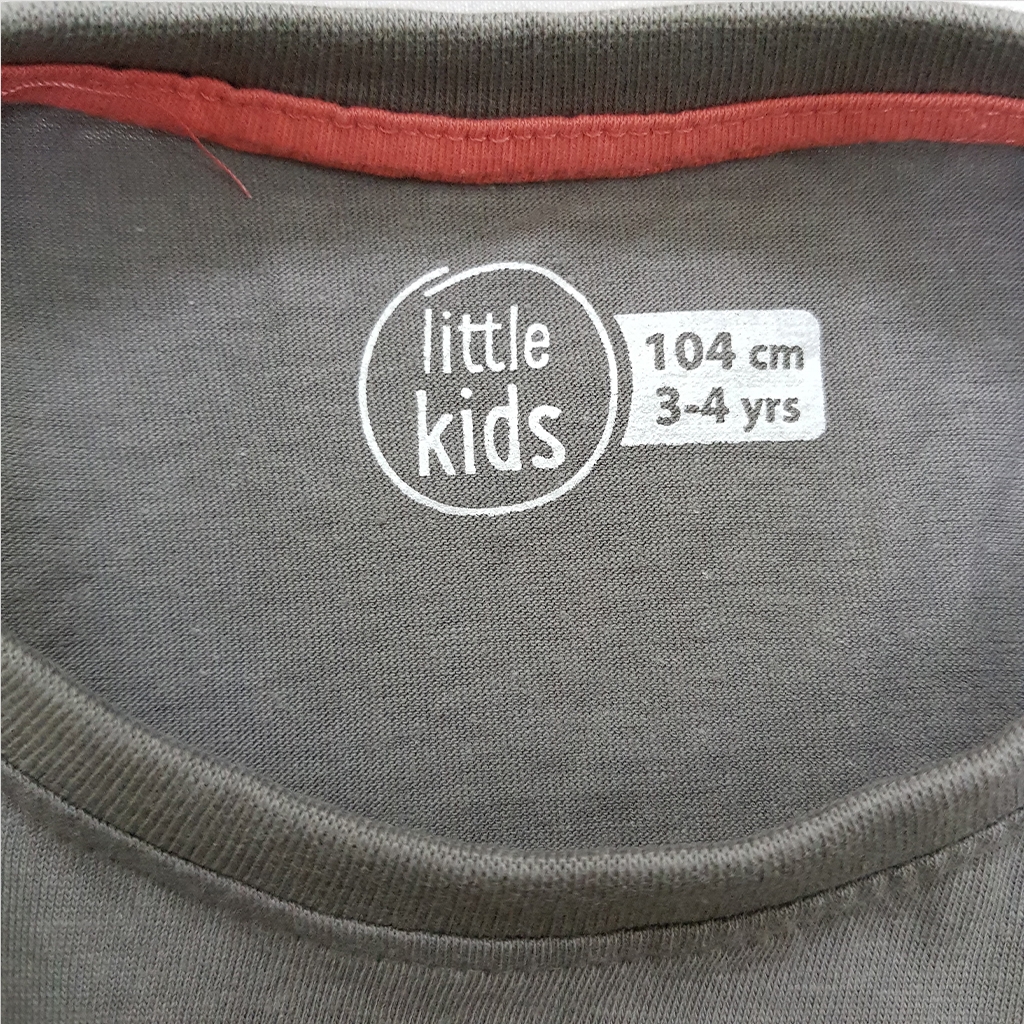 little
kids
104 cm
3-4 yrs